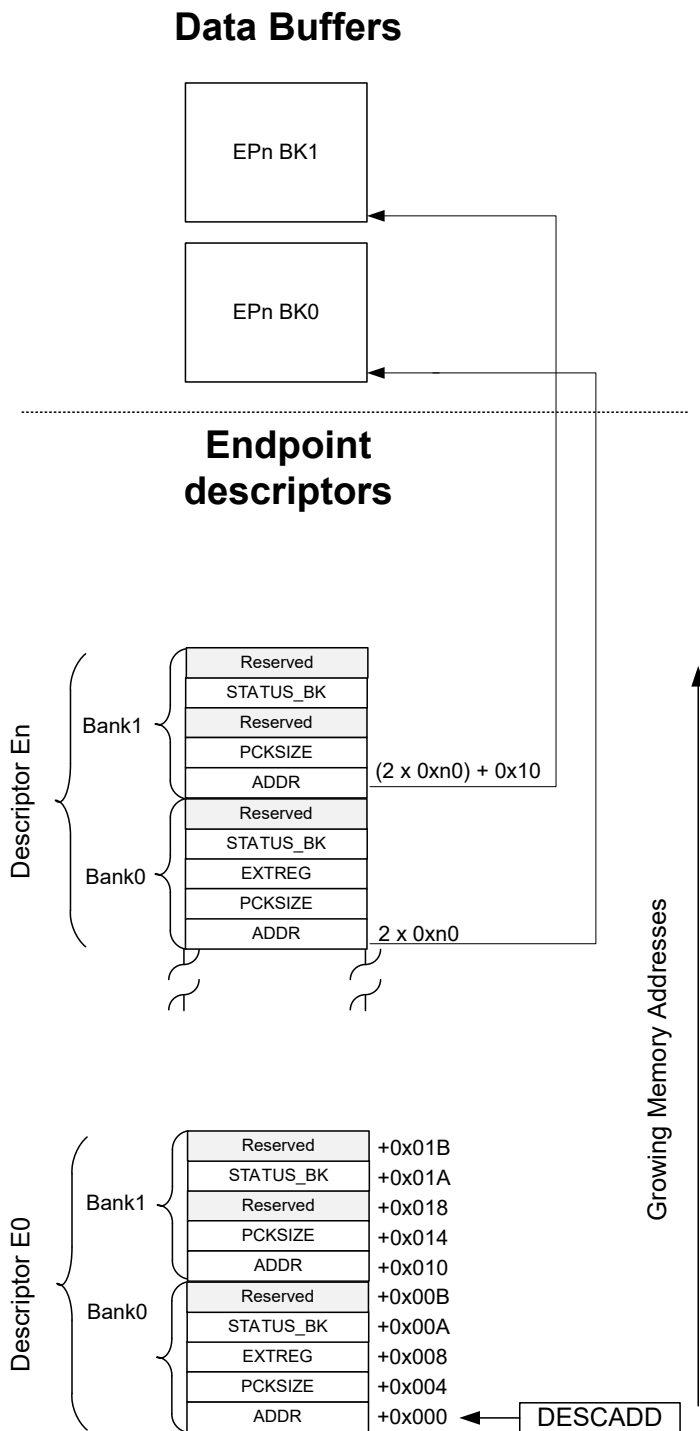 Data Buffers
EPn BK1
EPn BK0
Endpoint
descriptors
Descriptor En
Bank1
Reserved
STATUS_BK
Reserved
PCKSIZE
ADDR
(2 x 0xn0) + 0x10
Bank0
Reserved
STATUS_BK
EXTREG
PCKSIZE
ADDR
2 x 0xn0
Growing Memory Addresses
Descriptor E0
Bank1
Reserved +0x01B
STATUS_BK +0x01A
Reserved +0x018
PCKSIZE +0x014
ADDR +0x010
Bank0
Reserved +0x00B
STATUS_BK +0x00A
EXTREG +0x008
PCKSIZE +0x004
ADDR +0x000
DESCADD